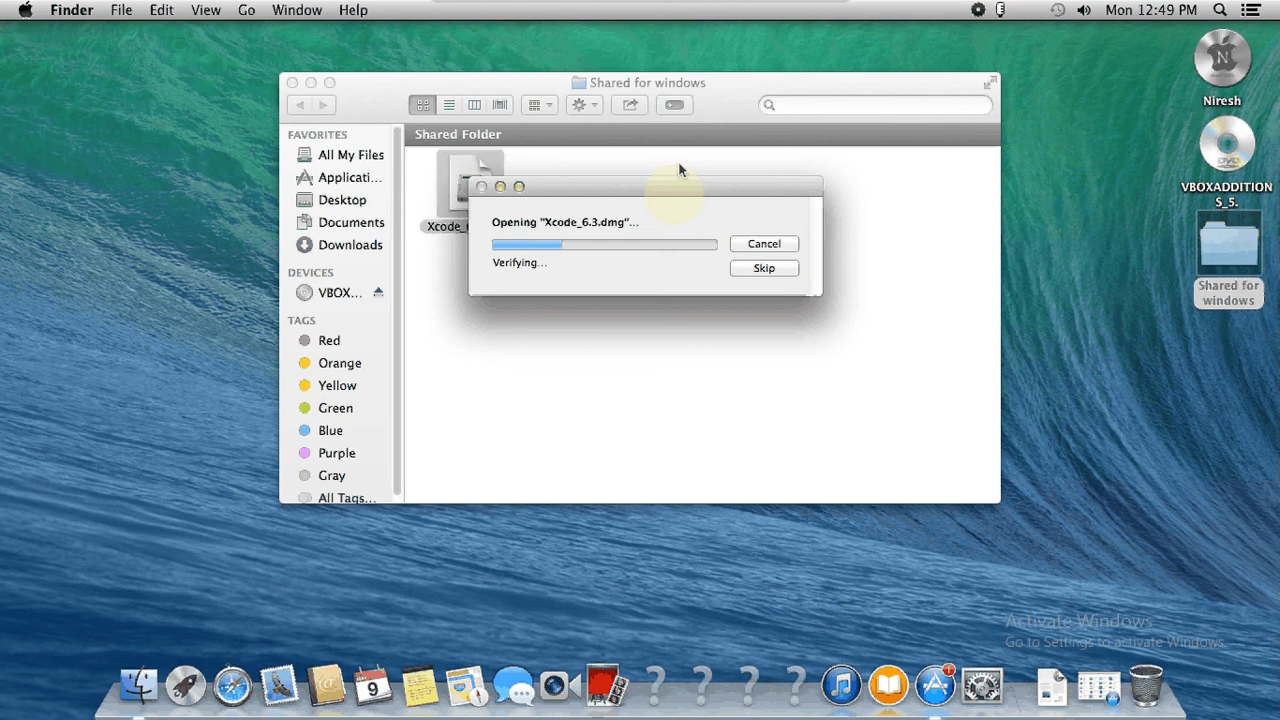 Finder File Edit View Go Window Help Mon 12:49 PM
Shared for windows
Shared Folder
FAVORITES
All My Files
Applicati...
Desktop
Documents
Downloads
DEVICES
VBOX...
TAGS
Red
Orange
Yellow
Green
Blue
Purple
Gray
All Tags...
Opening "Xcode_6.3.dmg"...
Cancel
Verifying...
Skip
N
Niresh
DVD
VBOXADDITION
S_5.
Shared for
windows
Activate Windows
Go to Settings to activate Windows.
9
@
? ? ? ?
1